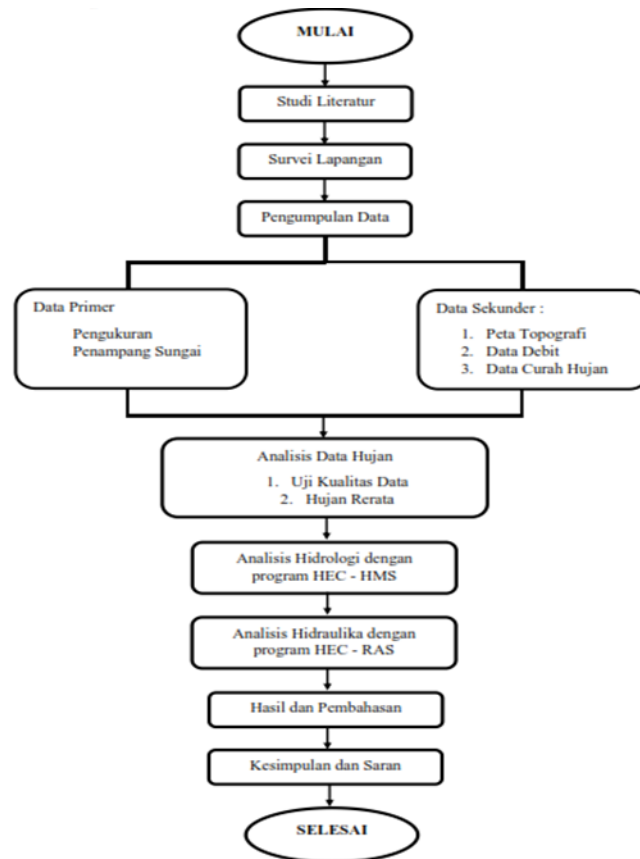 MULAI
Studi Literatur
Survei Lapangan
Pengumpulan Data
Data Primer
Pengukuran
Penampang Sungai
Data Sekunder :
1. Peta Topografi
2. Data Debit
3. Data Curah Hujan
Analisis Data Hujan
1. Uji Kualitas Data
2. Hujan Rerata
Analisis Hidrologi dengan
program HEC - HMS
Analisis Hidraulika dengan
program HEC - RAS
Hasil dan Pembahasan
Kesimpulan dan Saran
SELESAI